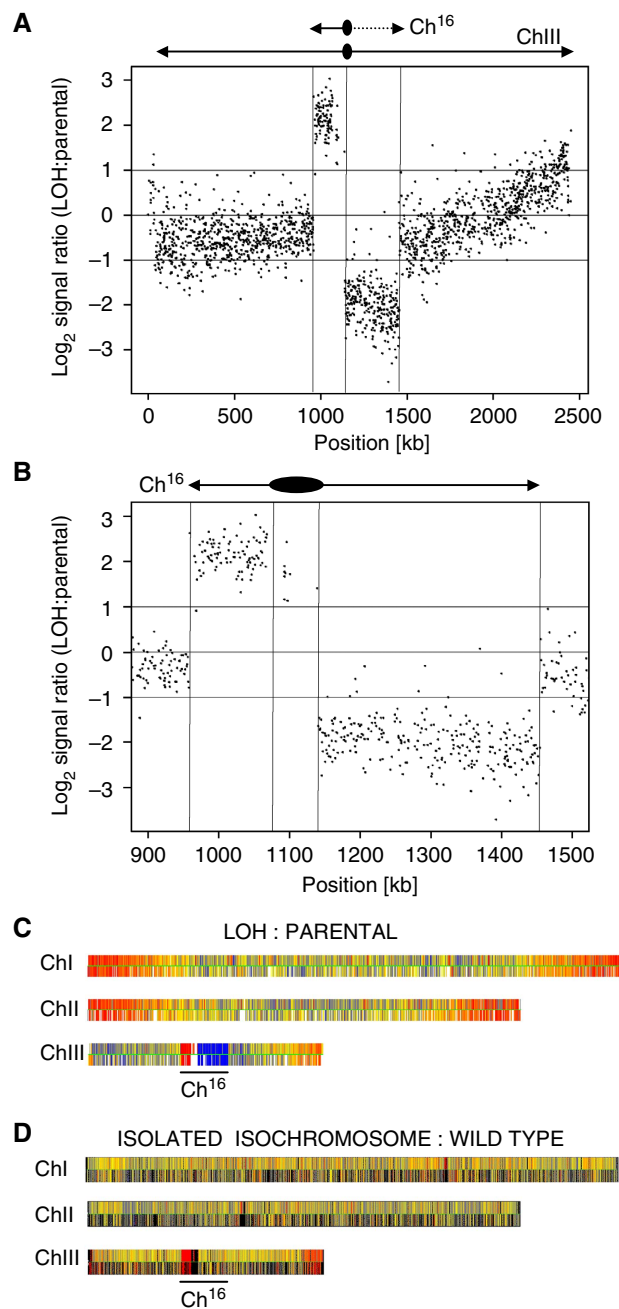 A
Ch16
ChIII
Log2 signal ratio (LOH:parental)
3
2
1
0
−1
−2
−3
0 500 1000 1500 2000 2500
Position [kb]
B
Ch16
Log2 signal ratio (LOH:parental)
3
2
1
0
−1
−2
−3
900 1000 1100 1200 1300 1400 1500
Position [kb]
C
LOH : PARENTAL
ChI
ChII
ChIII
Ch16
D
ISOLATED ISOCHROMOSOME : WILD TYPE
ChI
ChII
ChIII
Ch16